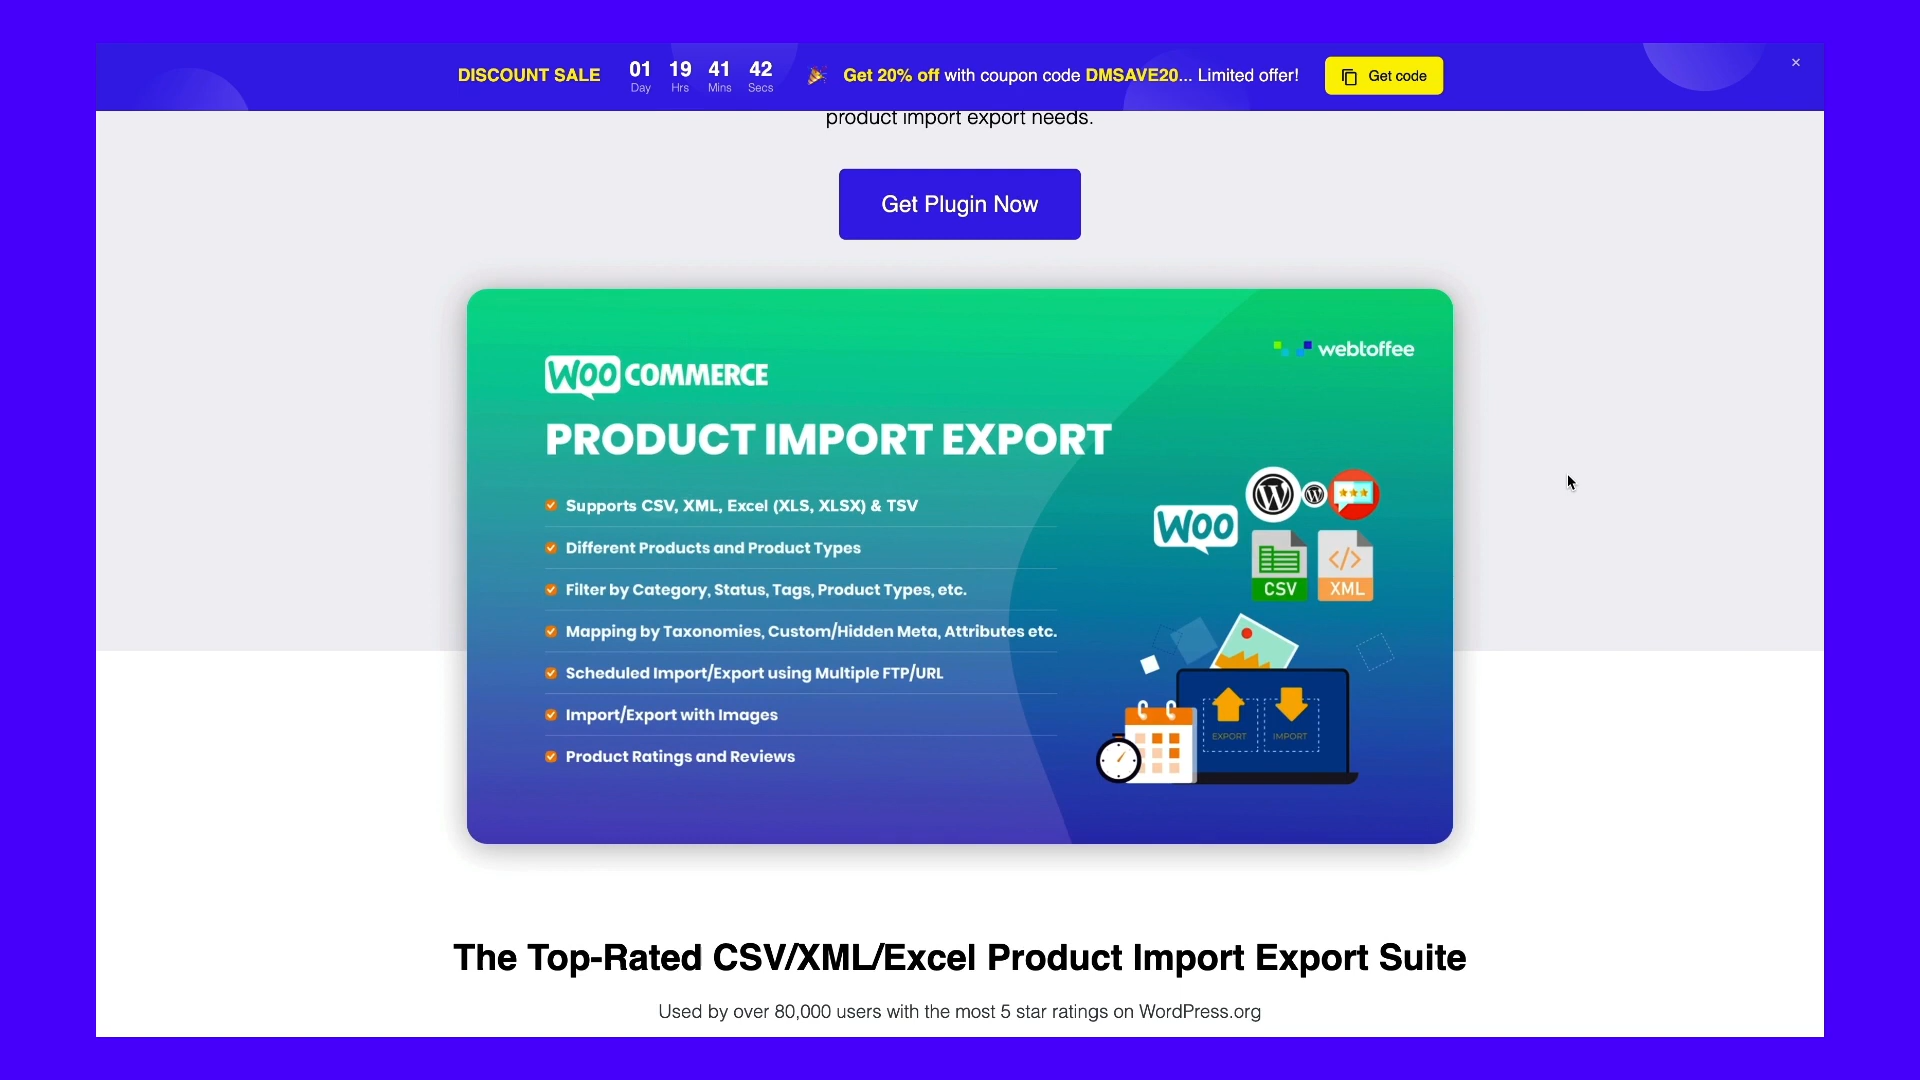 DISCOUNT SALE
01 19 41 42
Day Hrs Mins Secs
Get 20% off with coupon code DMSAVE20... Limited offer!
Get code
×
product import export needs.
Get Plugin Now
webtoffee
WOO COMMERCE
PRODUCT IMPORT EXPORT
Supports CSV, XML, Excel (XLS, XLSX) & TSV
Different Products and Product Types
Filter by Category, Status, Tags, Product Types, etc.
Mapping by Taxonomies, Custom/Hidden Meta, Attributes etc.
Scheduled Import/Export using Multiple FTP/URL
Import/Export with Images
Product Ratings and Reviews
WOO
</>
CSV XML
EXPORT IMPORT
The Top-Rated CSV/XML/Excel Product Import Export Suite
Used by over 80,000 users with the most 5 star ratings on WordPress.org